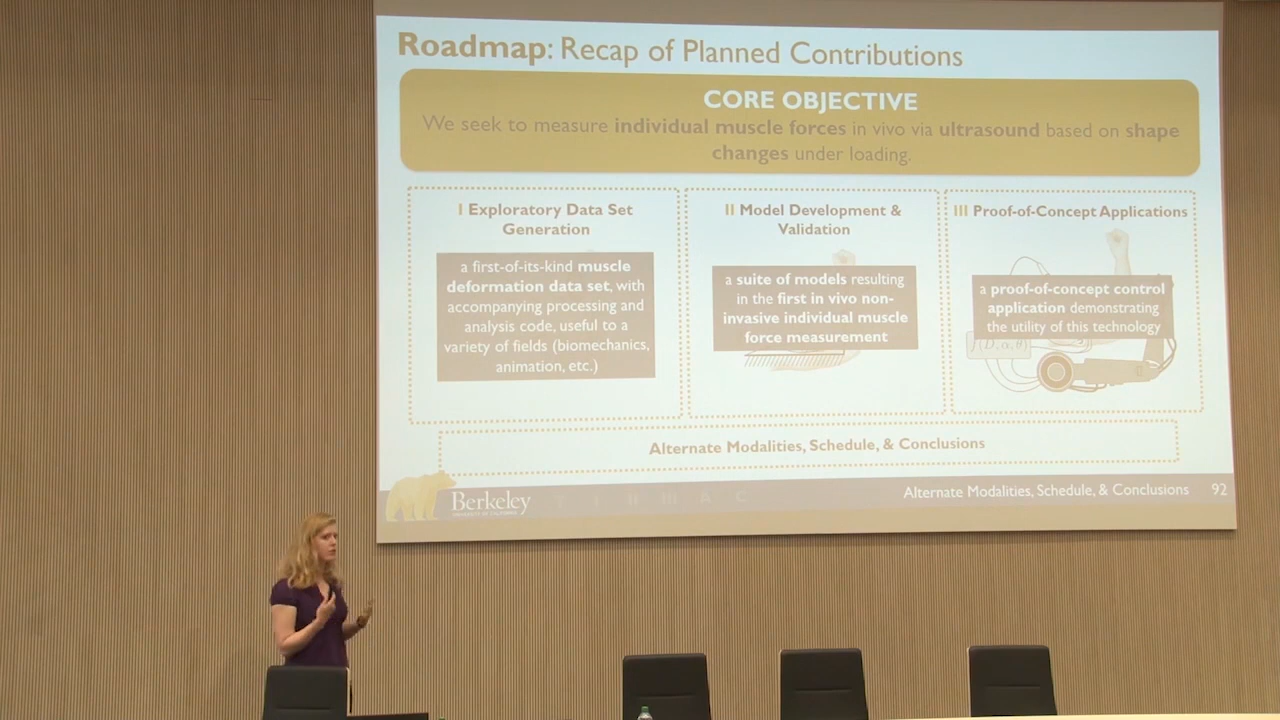 Roadmap: Recap of Planned Contributions
CORE OBJECTIVE
We seek to measure individual muscle forces in vivo via ultrasound based on shape
changes under loading.
I Exploratory Data Set
Generation
a first-of-its-kind muscle
deformation data set, with
accompanying processing and
analysis code, useful to a
variety of fields (biomechanics,
animation, etc.)
II Model Development &
Validation
a suite of models resulting
in the first in vivo non-
invasive individual muscle
force measurement
III Proof-of-Concept Applications
a proof-of-concept control
application demonstrating
the utility of this technology
Alternate Modalities, Schedule, & Conclusions
Berkeley
UNIVERSITY OF CALIFORNIA
I II III A C
Alternate Modalities, Schedule, & Conclusions 92